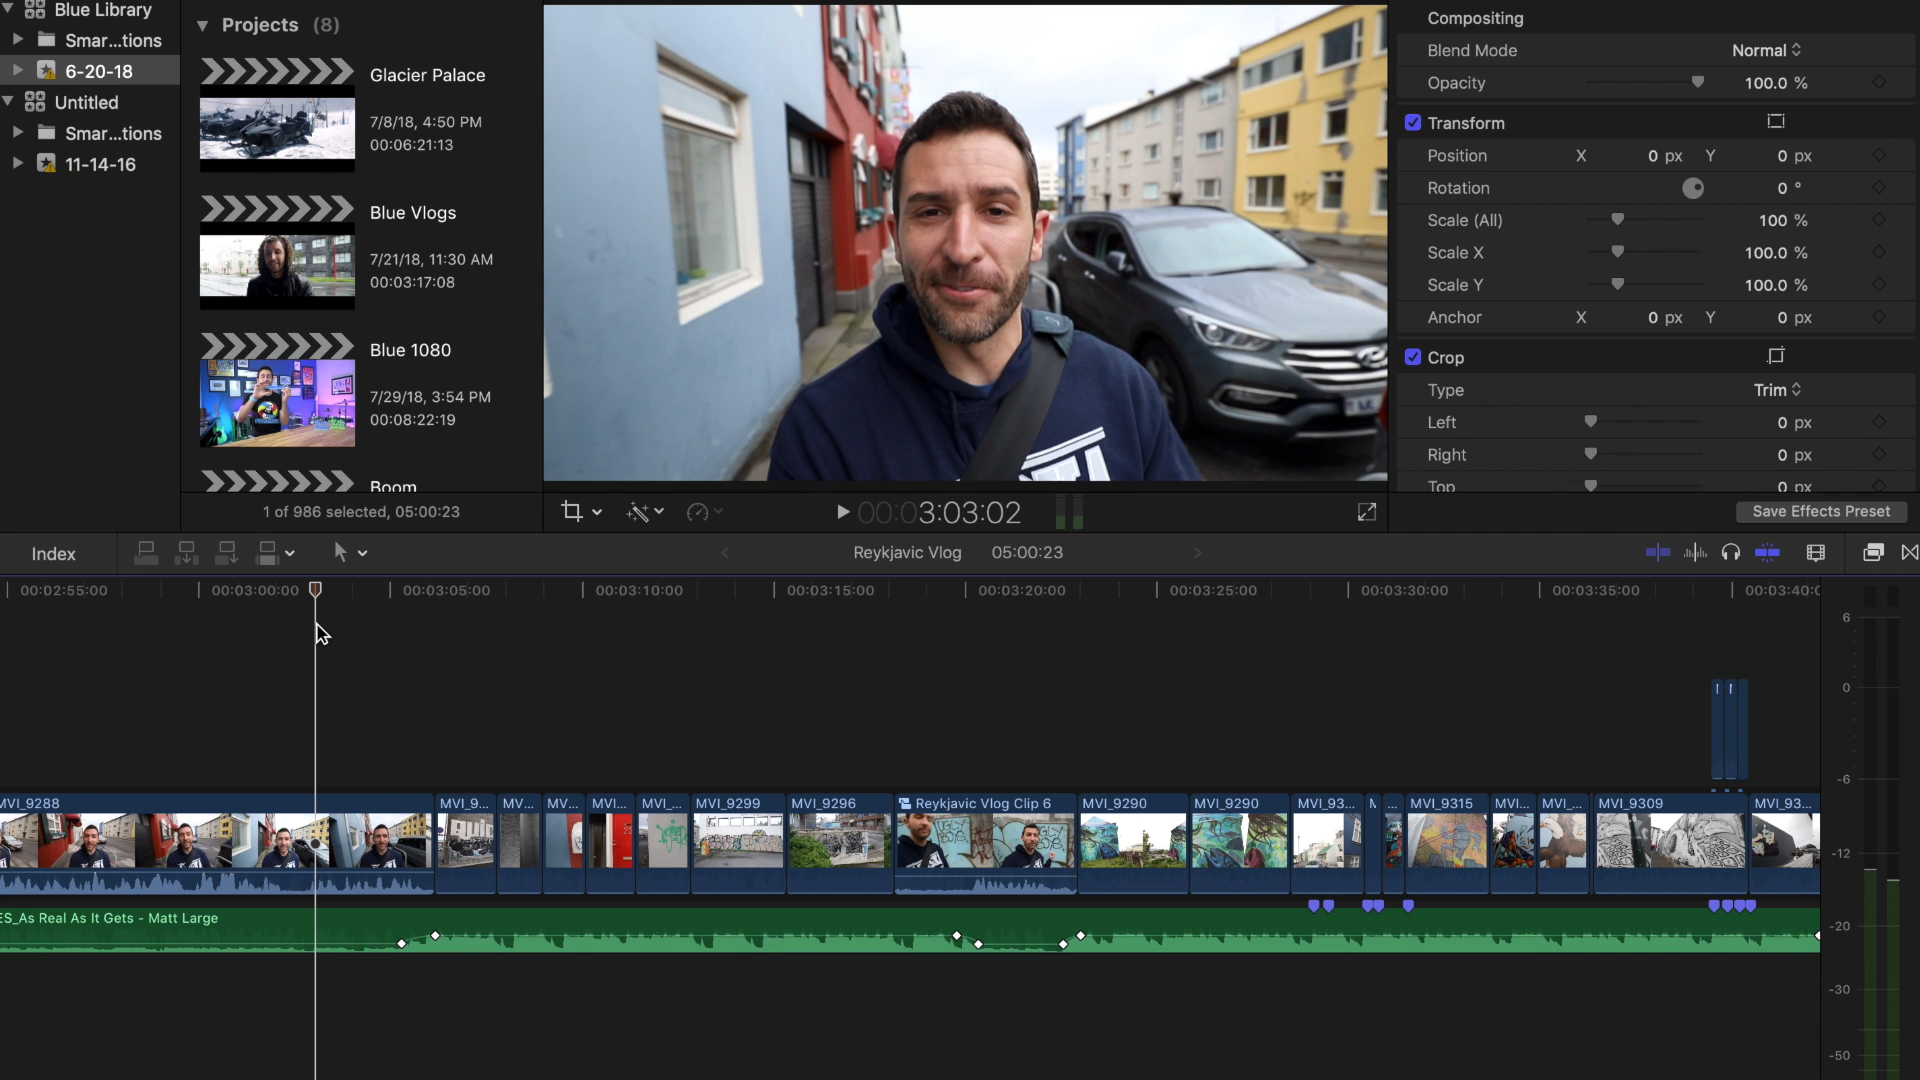 Blue Library
Smar...tions
6-20-18
Untitled
Smar...tions
11-14-16
Projects (8)
Glacier Palace
7/8/18, 4:50 PM
00:06:21:13
Blue Vlogs
7/21/18, 11:30 AM
00:03:17:08
Blue 1080
7/29/18, 3:54 PM
00:08:22:19
Boom
1 of 986 selected, 05:00:23
00:03:03:02
Compositing
Blend Mode Normal
Opacity 100.0 %
Transform
Position X 0 px Y 0 px
Rotation 0 °
Scale (All) 100 %
Scale X 100.0 %
Scale Y 100.0 %
Anchor X 0 px Y 0 px
Crop
Type Trim
Left 0 px
Right 0 px
Top 0 px
Save Effects Preset
Index
Reykjavic Vlog 05:00:23
00:02:55:00 00:03:00:00 00:03:05:00 00:03:10:00 00:03:15:00 00:03:20:00 00:03:25:00 00:03:30:00 00:03:35:00 00:03:40:0
MVI_9288 MVI_9... MV... MV... MVI... MVI_... MVI_9299 MVI_9296 Reykjavic Vlog Clip 6 MVI_9290 MVI_9290 MVI_93... ... MVI_9315 MVI... MVI_... MVI_9309 MVI_93...
ES_As Real As It Gets - Matt Large
6
0
-6
-12
-20
-30
-50